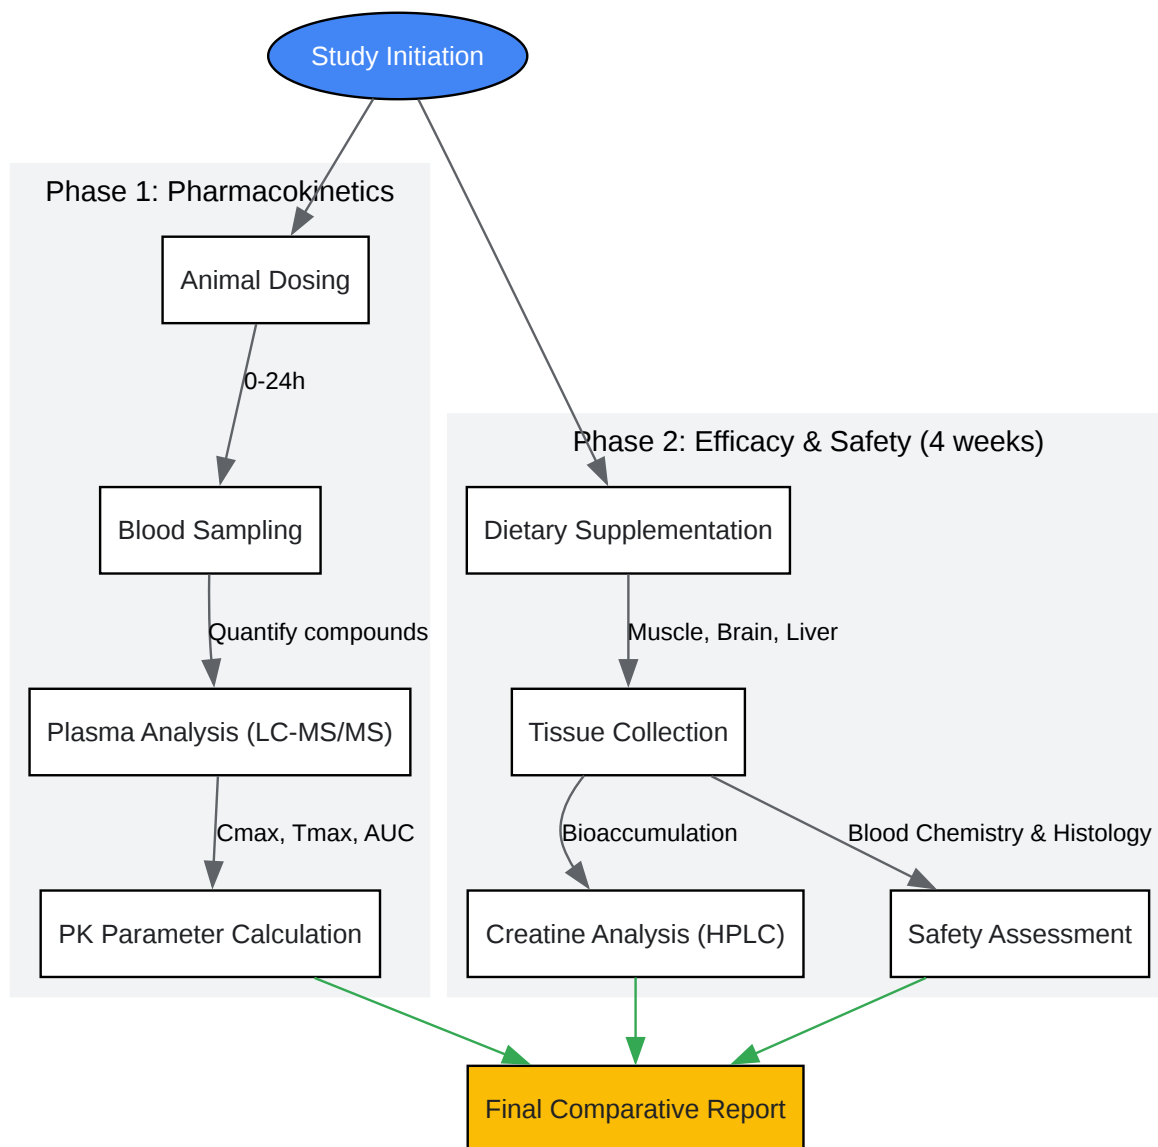 Study Initiation
Phase 1: Pharmacokinetics
Animal Dosing
0-24h
Blood Sampling
Quantify compounds
Plasma Analysis (LC-MS/MS)
Cmax, Tmax, AUC
PK Parameter Calculation
Phase 2: Efficacy & Safety (4 weeks)
Dietary Supplementation
Muscle, Brain, Liver
Tissue Collection
Bioaccumulation
Blood Chemistry & Histology
Creatine Analysis (HPLC)
Safety Assessment
Final Comparative Report